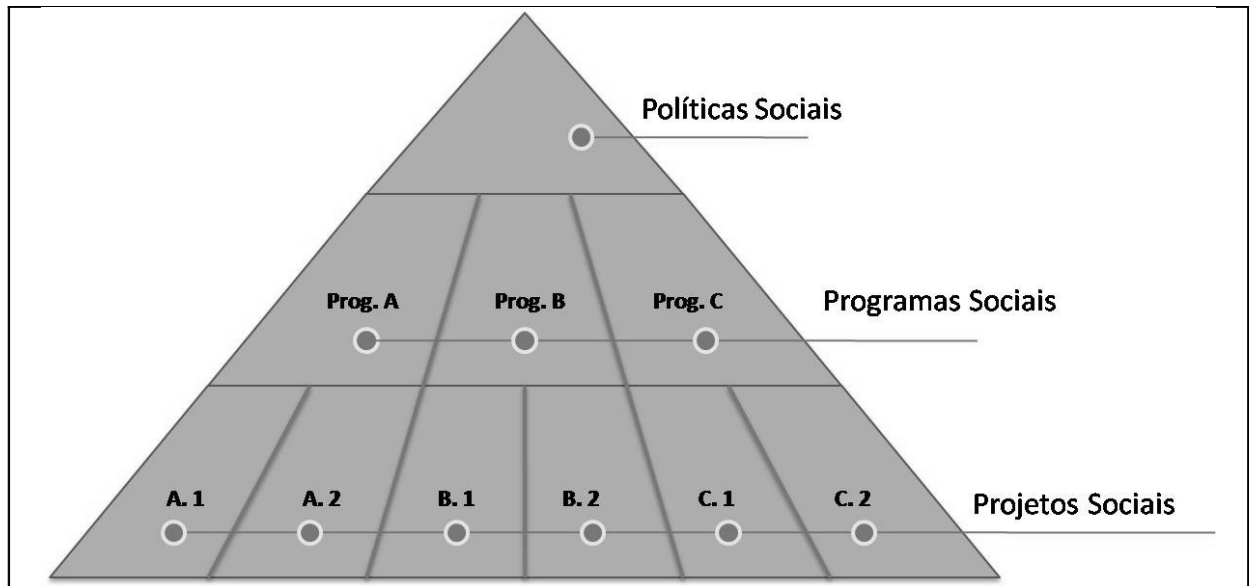 Políticas Sociais
Prog. A Prog. B Prog. C
Programas Sociais
A. 1 A. 2 B. 1 B. 2 C. 1 C. 2
Projetos Sociais